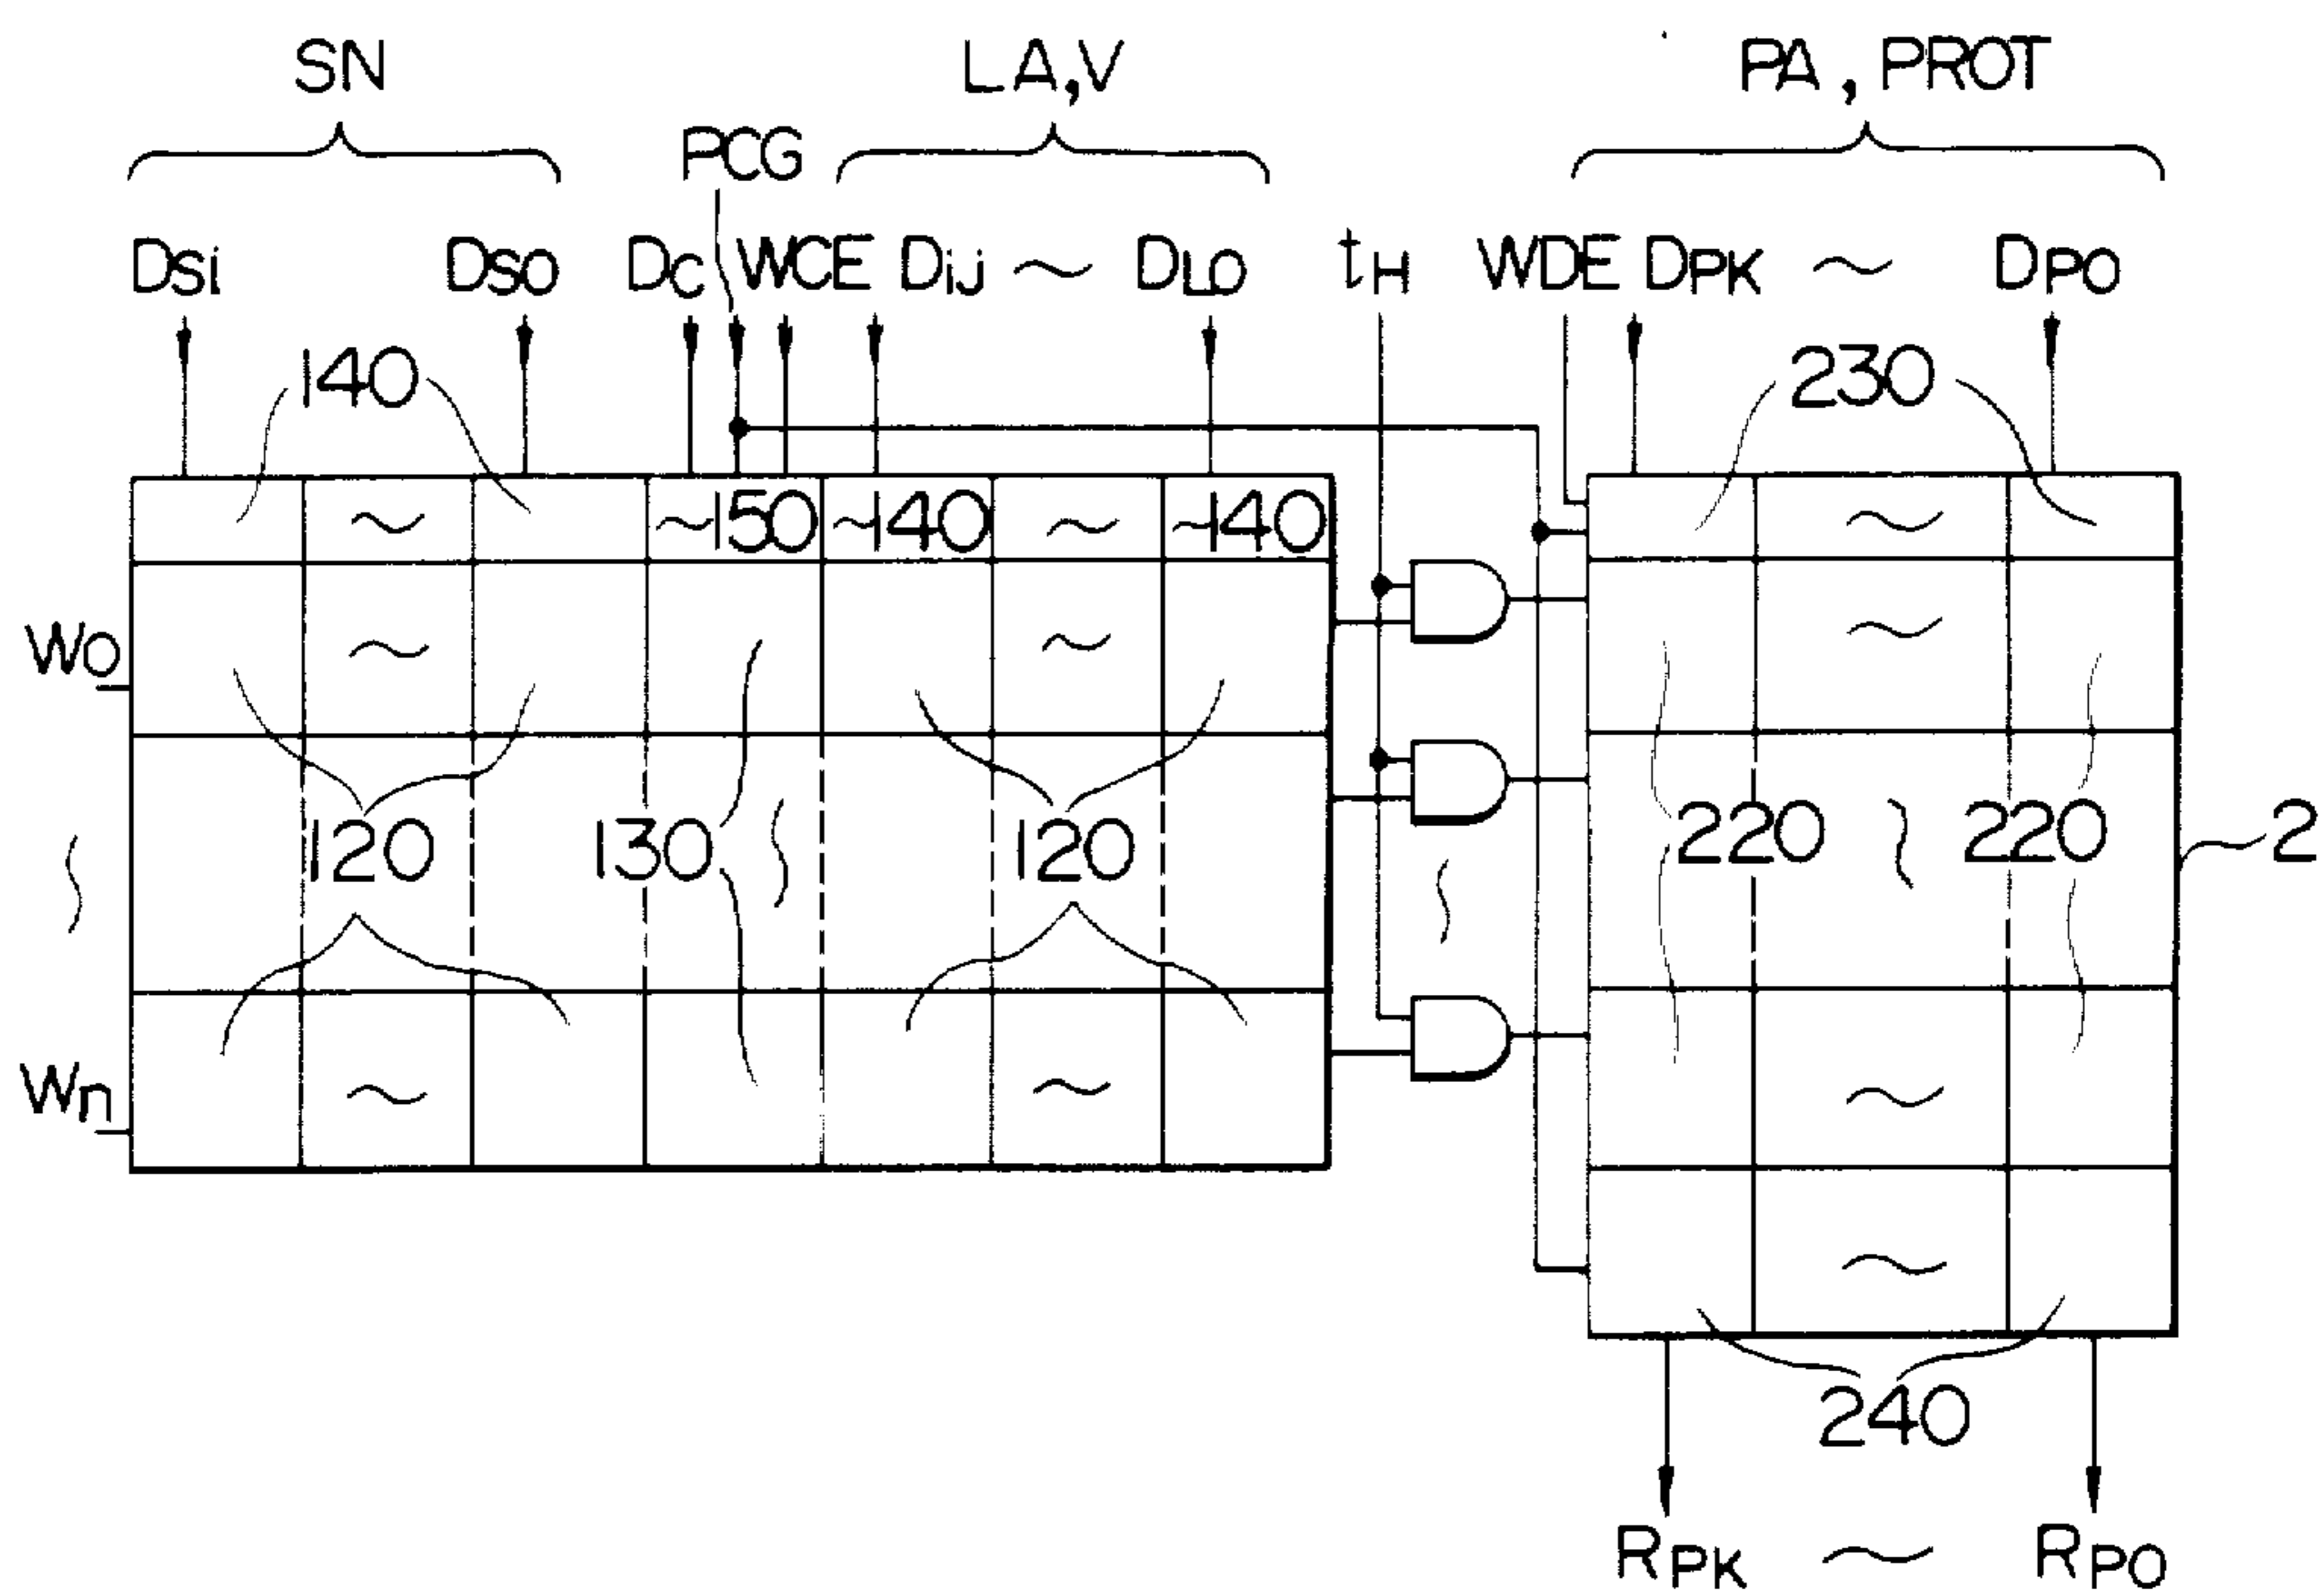 SN LA,V PA, PROT
PCG
DSi DSO DC WCE Dij ~ DLO tH WDE DPK ~ DPO
140 230
~ ~150 ~140 ~ ~140 ~
WO ~ ~ ~
120 130 120 220 220 2
Wn ~ ~ ~
~
240
RPK ~ RPO